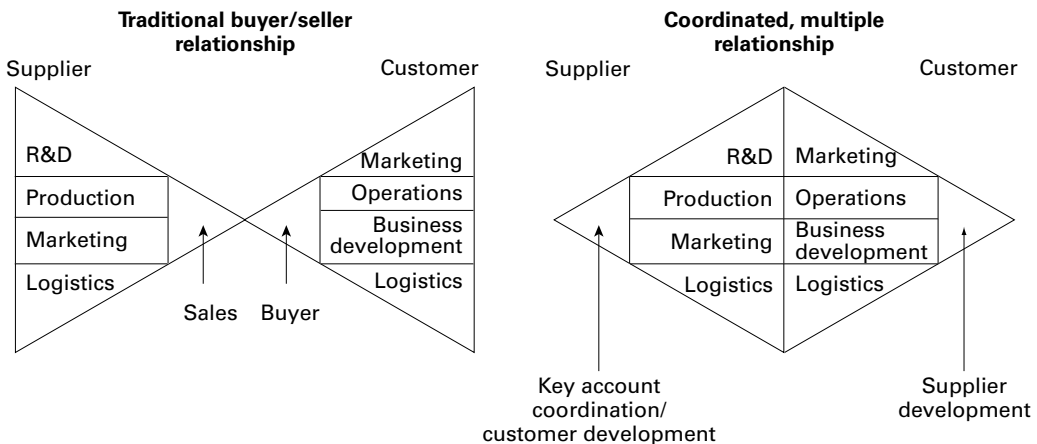 Traditional buyer/seller
relationship
Supplier
Customer
R&D
Production
Marketing
Logistics
Marketing
Operations
Business
development
Logistics
Sales
Buyer
Coordinated, multiple
relationship
Supplier
Customer
R&D
Marketing
Production
Operations
Marketing
Business
development
Logistics
Logistics
Key account
coordination/
customer development
Supplier
development